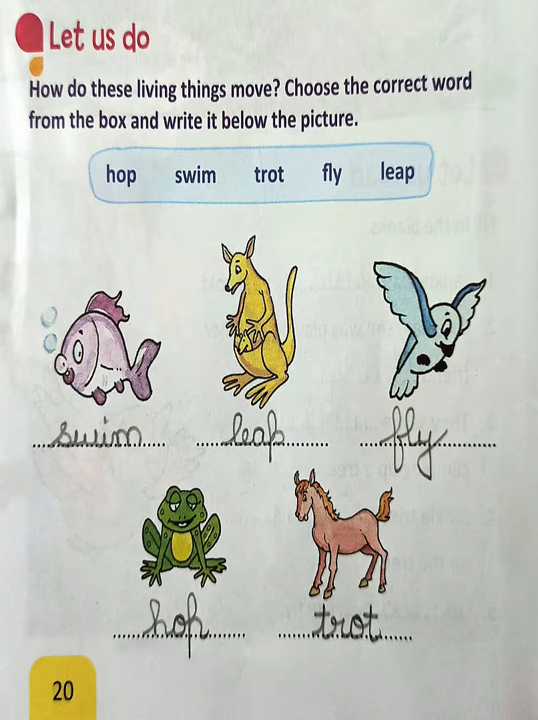 Let us do
How do these living things move? Choose the correct word
from the box and write it below the picture.
hop swim trot fly leap
swim leap fly
hop trot
20